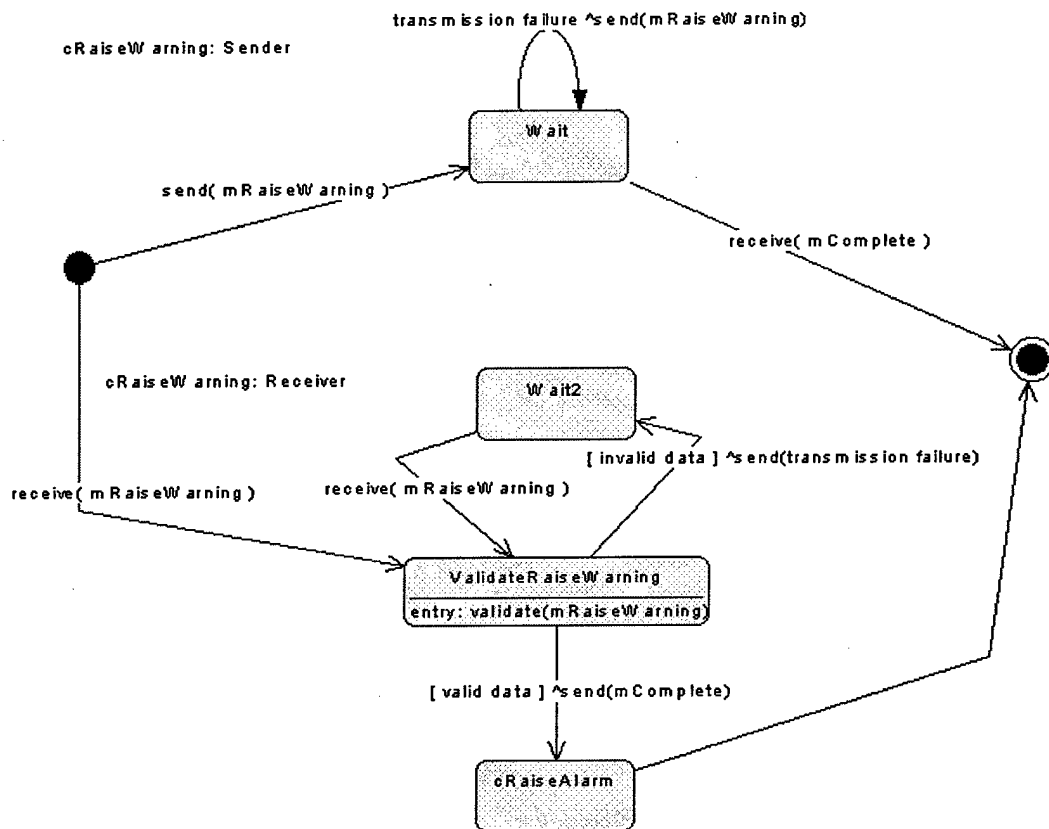 transmission failure ^send(mRaiseWarning)
cRaiseWarning: Sender
Wait
send( mRaiseWarning )
receive( mComplete )
cRaiseWarning: Receiver
Wait2
[ invalid data ] ^send(transmission failure)
receive( mRaiseWarning )
receive( mRaiseWarning )
ValidateRaiseWarning
entry: validate(mRaiseWarning)
[ valid data ] ^send(mComplete)
cRaiseAlarm